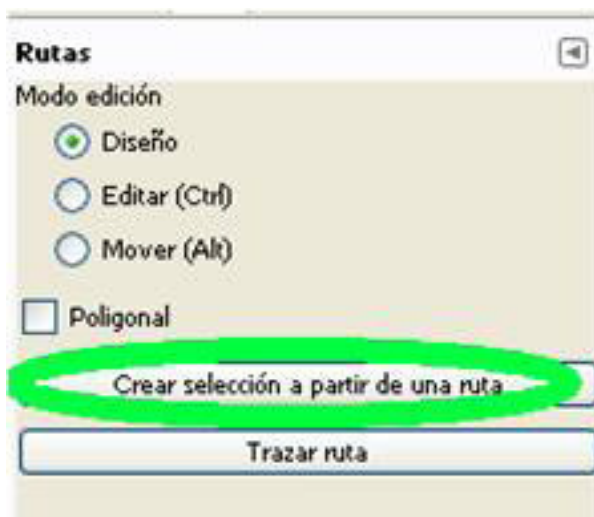 Rutas
Modo edición
Diseño
Editar (Ctrl)
Mover (Alt)
Poligonal
Crear selección a partir de una ruta
Trazar ruta